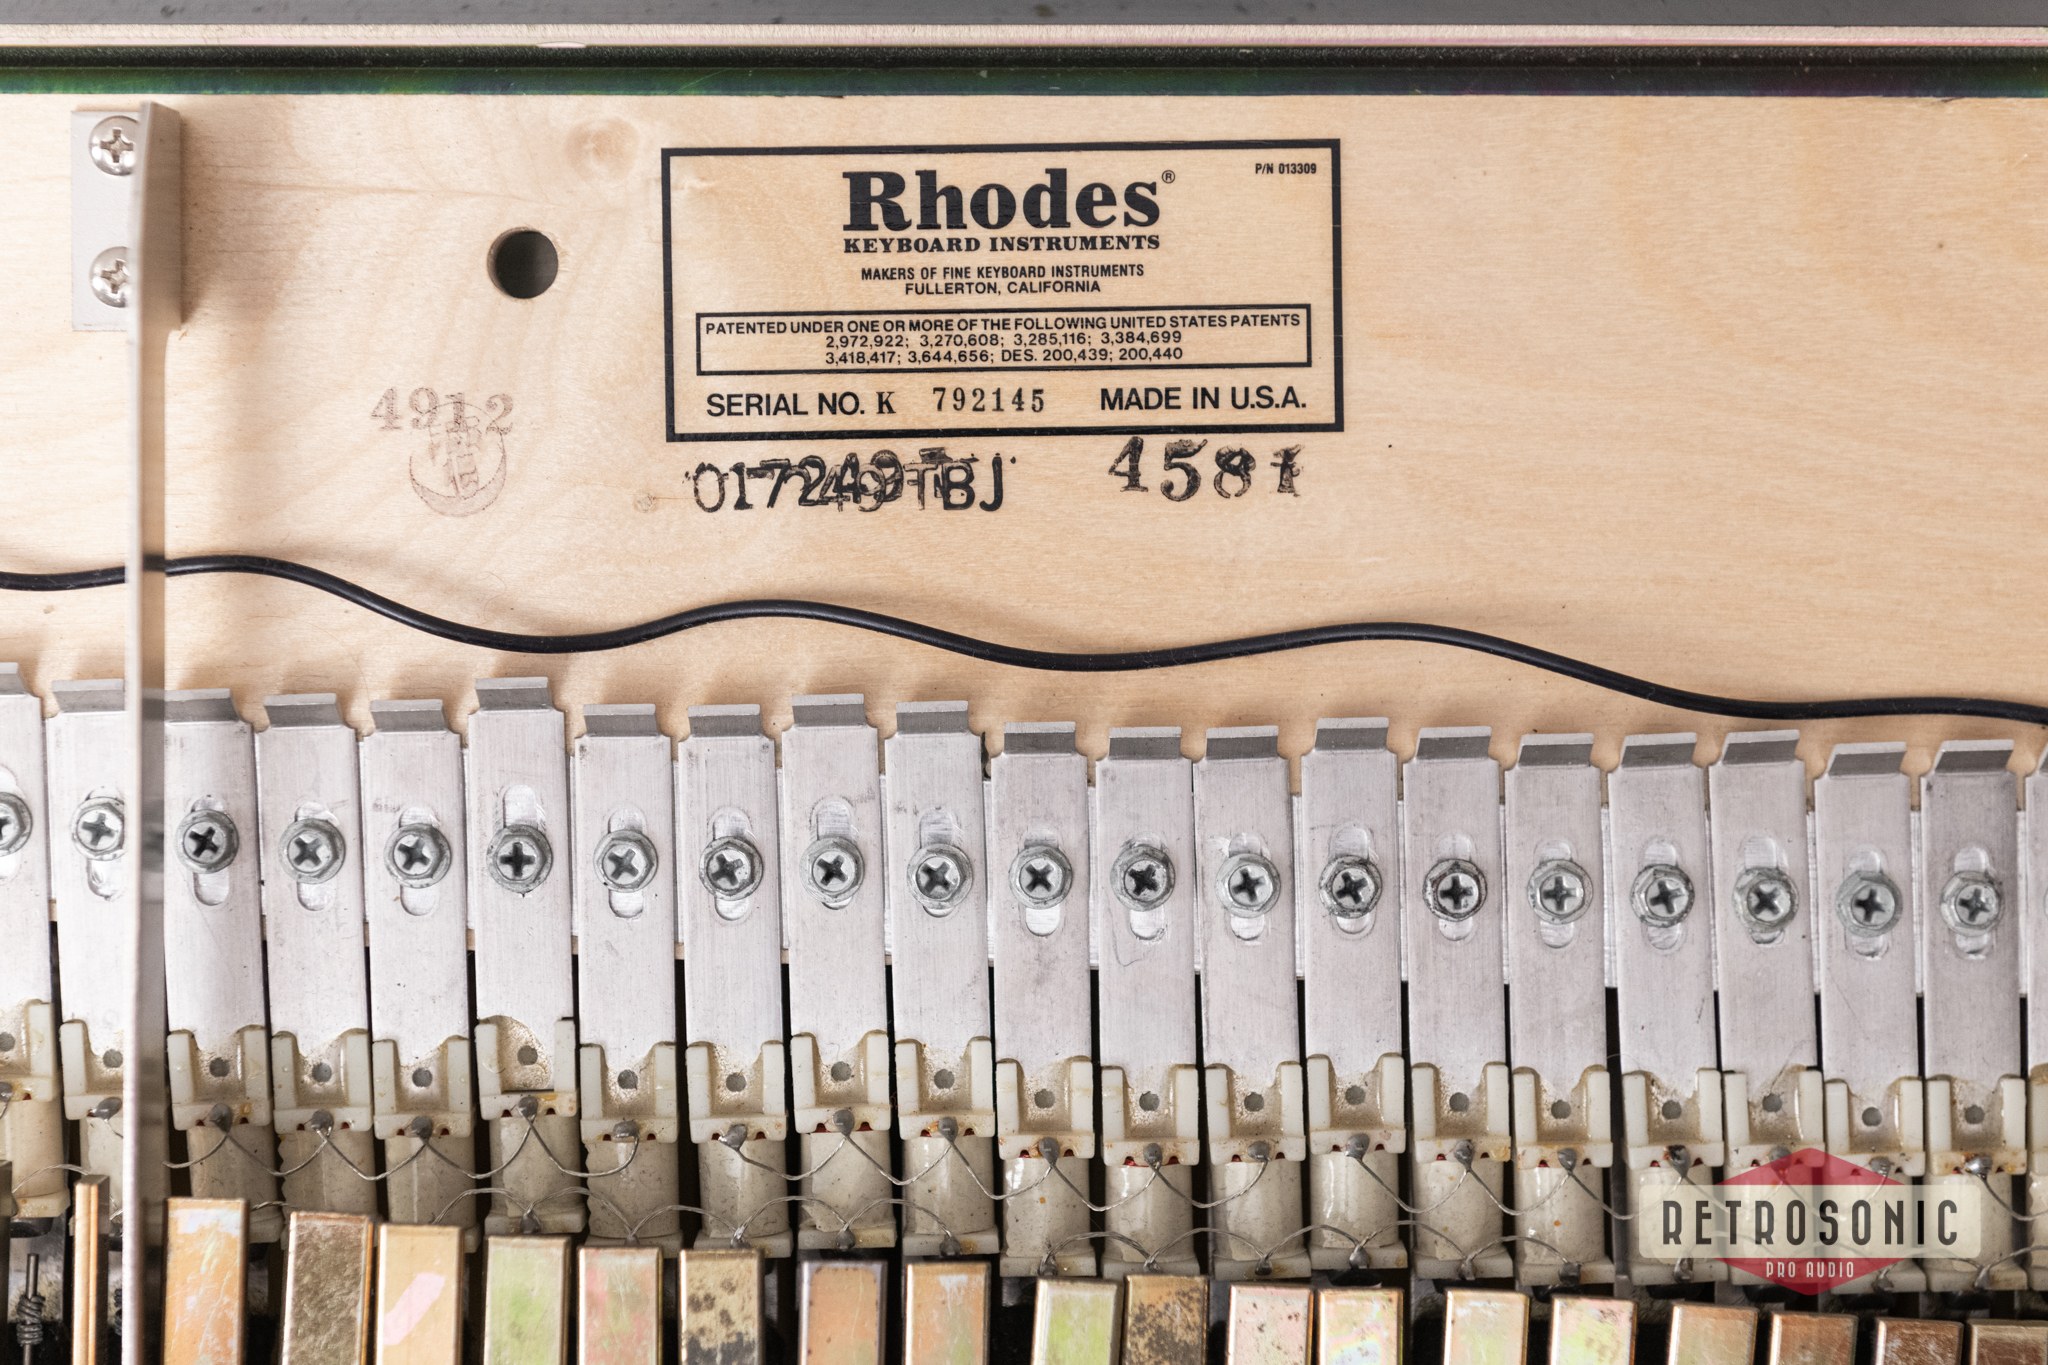 Rhodes®
P/N 013309
KEYBOARD INSTRUMENTS
MAKERS OF FINE KEYBOARD INSTRUMENTS
FULLERTON, CALIFORNIA
PATENTED UNDER ONE OR MORE OF THE FOLLOWING UNITED STATES PATENTS
2,972,922; 3,270,608; 3,285,116; 3,384,699
3,418,417; 3,644,656; DES. 200,439; 200,440
SERIAL NO. K 792145 MADE IN U.S.A.
4912
4581
RETROSONIC
PRO AUDIO